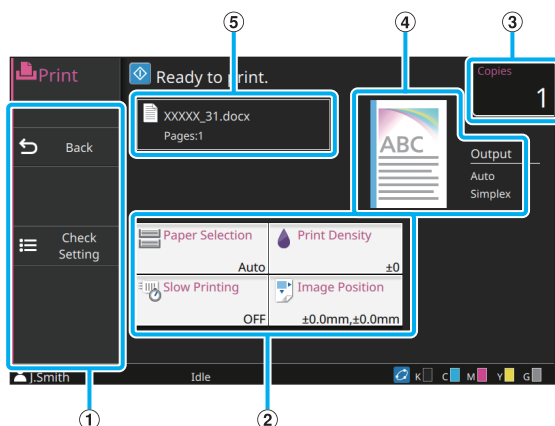 5 4 3
Print
Ready to print.
Copies
1
XXXXX_31.docx
Pages:1
Back
Check
Setting
ABC
Output
Auto
Simplex
Paper Selection
Auto
Print Density
±0
Slow Printing
OFF
Image Position
±0.0mm,±0.0mm
J.Smith
Idle
K C M Y G
1 2